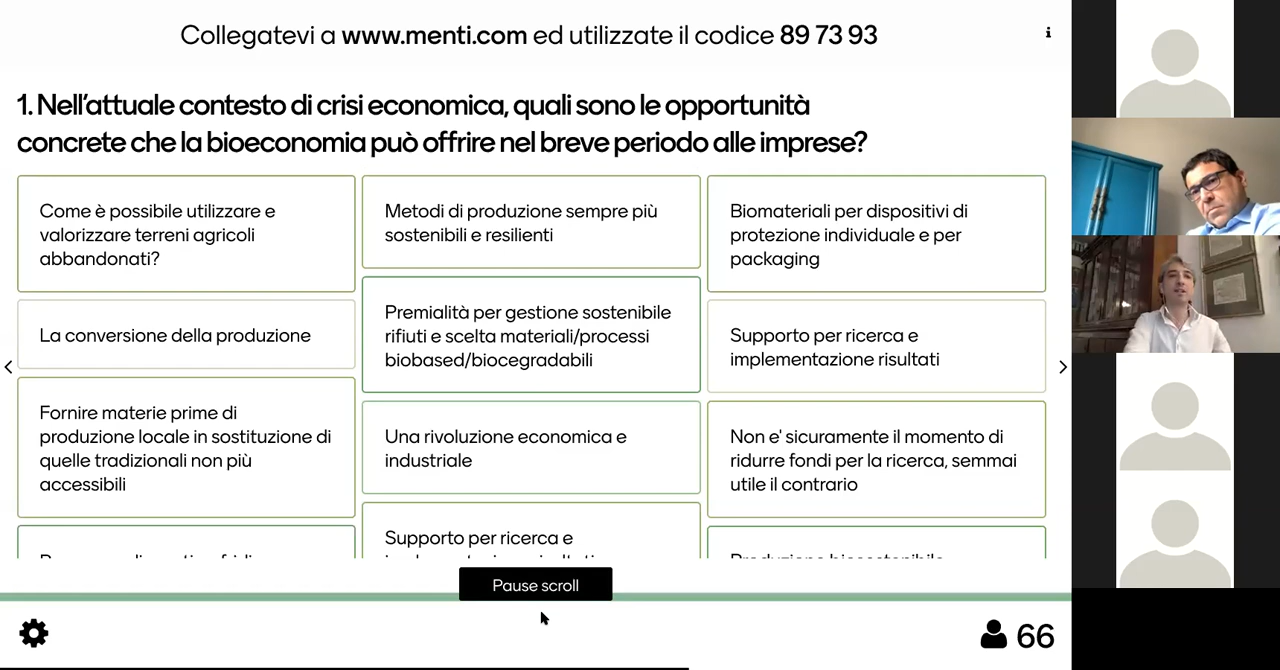 Collegatevi a www.menti.com ed utilizzate il codice 89 73 93
1. Nell'attuale contesto di crisi economica, quali sono le opportunità
concrete che la bioeconomia può offrire nel breve periodo alle imprese?
Come è possibile utilizzare e
valorizzare terreni agricoli
abbandonati?
La conversione della produzione
Fornire materie prime di
produzione locale in sostituzione di
quelle tradizionali non più
accessibili
Metodi di produzione sempre più
sostenibili e resilienti
Premialità per gestione sostenibile
rifiuti e scelta materiali/processi
biobased/biocegradabili
Una rivoluzione economica e
industriale
Supporto per ricerca e
Biomateriali per dispositivi di
protezione individuale e per
packaging
Supporto per ricerca e
implementazione risultati
Non e' sicuramente il momento di
ridurre fondi per la ricerca, semmai
utile il contrario
Produzione biosostenibile
Pause scroll
66